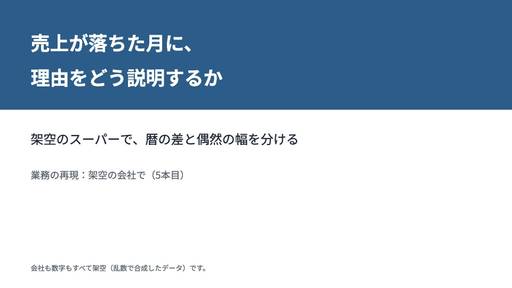 売上が落ちた月に、
理由をどう説明するか
架空のスーパーで、暦の差と偶然の幅を分ける
業務の再現：架空の会社で（5本目）
会社も数字もすべて架空（乱数で合成したデータ）です。